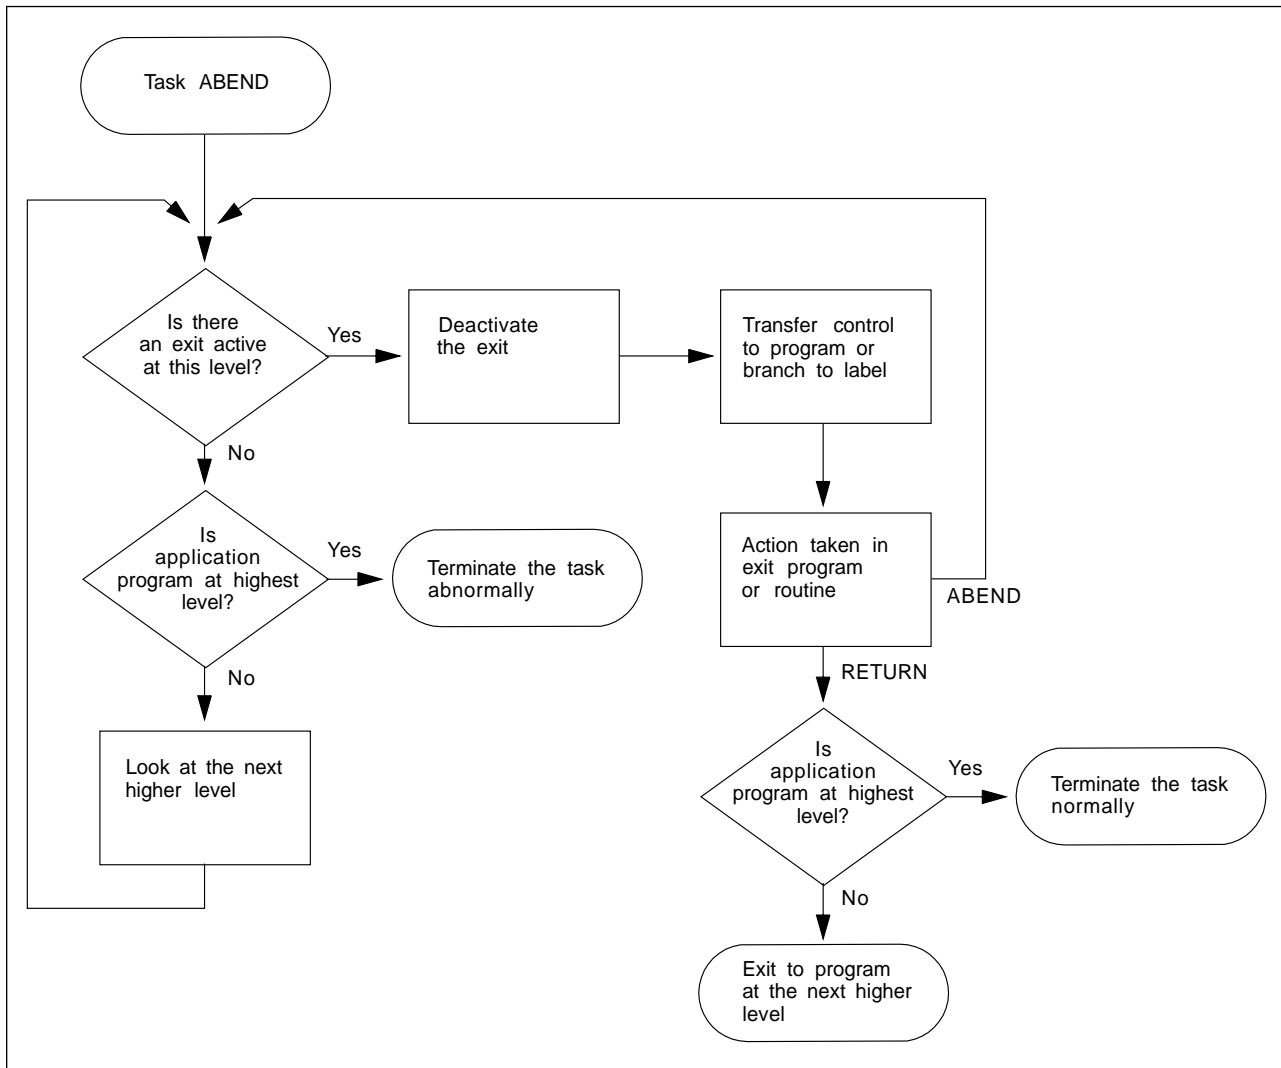 Task ABEND
Is there
an exit active
at this level?
Yes
Deactivate
the exit
Transfer control
to program or
branch to label
No
Is
application
program at highest
level?
Yes
Terminate the task
abnormally
Action taken in
exit program
or routine
ABEND
RETURN
No
Look at the next
higher level
Is
application
program at highest
level?
Yes
Terminate the task
normally
No
Exit to program
at the next higher
level